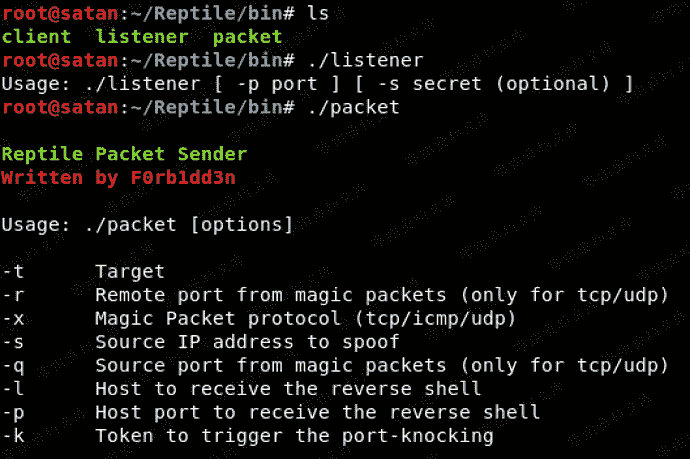 root@satan:~/Reptile/bin# ls
client  listener  packet
root@satan:~/Reptile/bin# ./listener
Usage: ./listener [ -p port ] [ -s secret (optional) ]
root@satan:~/Reptile/bin# ./packet
Reptile Packet Sender
Written by F0rb1dd3n
Usage: ./packet [options]
-t      Target
-r      Remote port from magic packets (only for tcp/udp)
-x      Magic Packet protocol (tcp/icmp/udp)
-s      Source IP address to spoof
-q      Source port from magic packets (only for tcp/udp)
-l      Host to receive the reverse shell
-p      Host port to receive the reverse shell
-k      Token to trigger the port-knocking